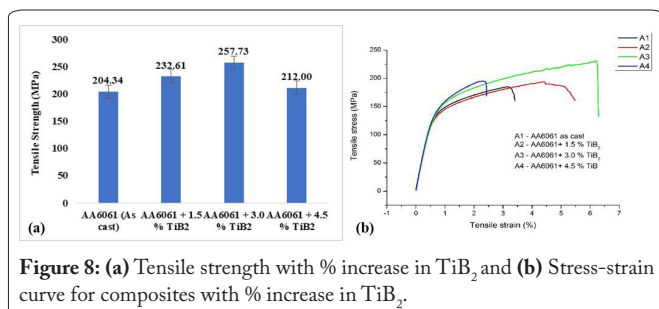 (a)
300
250
200
150
100
50
0
Tensile Strength (MPa)
204.34
232.61
257.73
212.00
AA6061 (As cast)
AA6061 + 1.5 % TiB2
AA6061 + 3.0 % TiB2
AA6061 + 4.5 % TiB2
A1
A2
A3
A4
250
200
150
100
50
0
Tensile stress (MPa)
A1 - AA6061 as cast
A2 - AA6061+ 1.5 % TiB₂
A3 - AA6061+ 3.0 % TiB₂
A4 - AA6061+ 4.5 % TiB
-1 0 1 2 3 4 5 6 7
Tensile strain (%)
(b)
Figure 8: (a) Tensile strength with % increase in TiB₂ and (b) Stress-strain
curve for composites with % increase in TiB₂.